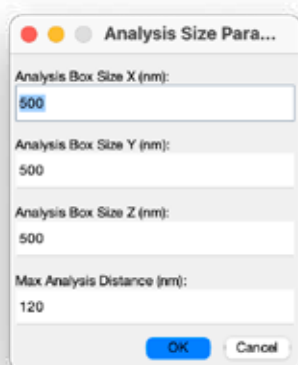 Analysis Size Para...
Analysis Box Size X (nm):
500
Analysis Box Size Y (nm):
500
Analysis Box Size Z (nm):
500
Max Analysis Distance (nm):
120
OK Cancel